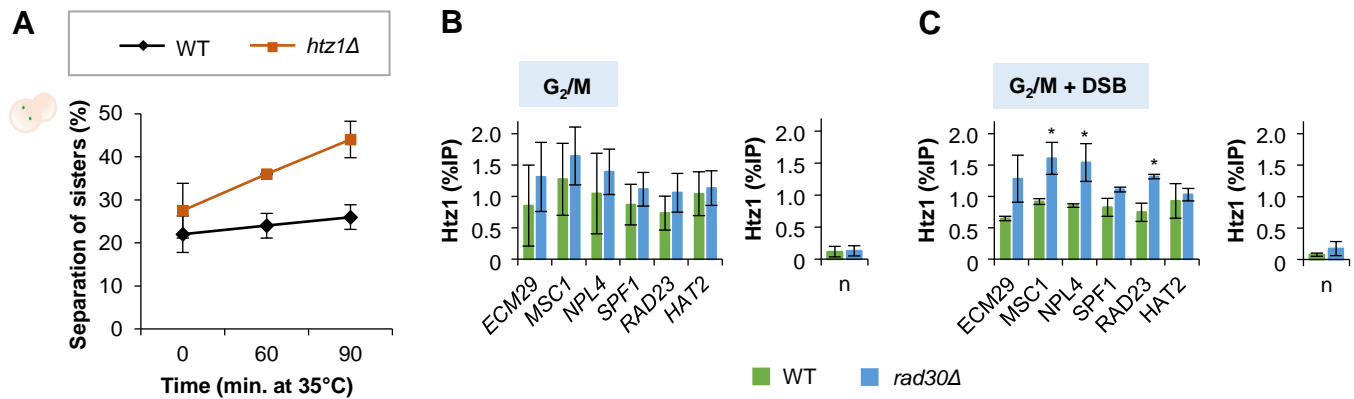 A
WT
htz1Δ
Separation of sisters (%)
50
40
30
20
10
0
0
60
90
Time (min. at 35°C)
B
G₂/M
Htz1 (%IP)
2.0
1.5
1.0
0.5
0
ECM29
MSC1
NPL4
SPF1
RAD23
HAT2
Htz1 (%IP)
2.0
1.5
1.0
0.5
0
n
C
G₂/M + DSB
Htz1 (%IP)
2.0
1.5
1.0
0.5
0
* * *
ECM29
MSC1
NPL4
SPF1
RAD23
HAT2
Htz1 (%IP)
2.0
1.5
1.0
0.5
0
n
WT
rad30Δ